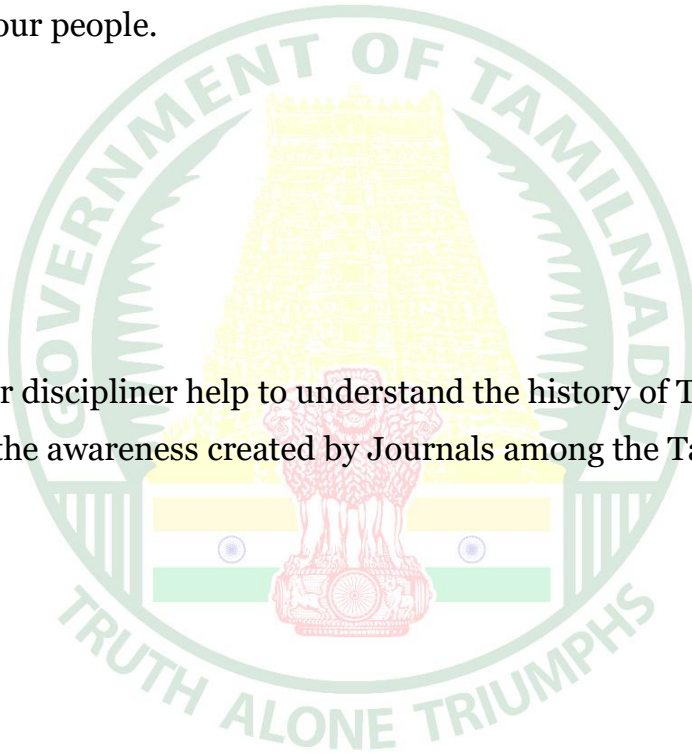 our people.
GOVERNMENT OF TAMILNADU
r discipliner help to understand the history of T
the awareness created by Journals among the Ta
TRUTH ALONE TRIUMPHS